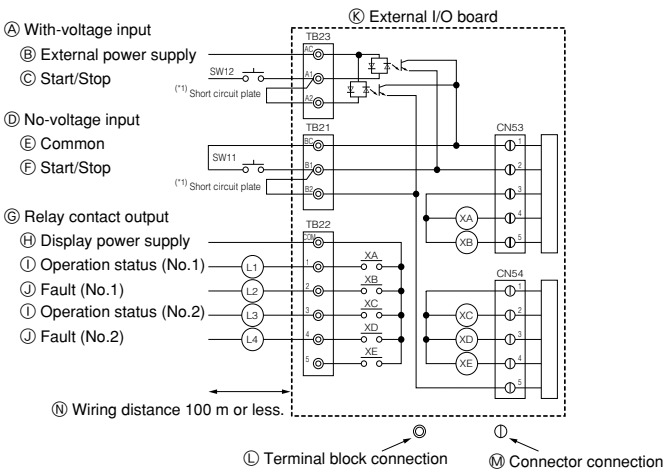 Ⓚ External I/O board
Ⓐ With-voltage input
TB23
Ⓑ External power supply
AC
Ⓒ Start/Stop
SW12
A1
(*1) Short circuit plate
A2
Ⓓ No-voltage input
TB21
CN53
Ⓔ Common
BC
1
Ⓕ Start/Stop
SW11
B1
2
(*1) Short circuit plate
B2
3
Ⓖ Relay contact output
TB22
XA
4
Ⓗ Display power supply
COM
XB
5
Ⓘ Operation status (No.1)
L1
1
XA
CN54
Ⓙ Fault (No.1)
L2
2
XB
1
Ⓘ Operation status (No.2)
L3
3
XC
XC
2
Ⓙ Fault (No.2)
L4
4
XD
XD
3
5
XE
XE
4
5
Ⓝ Wiring distance 100 m or less.
Ⓛ Terminal block connection
Ⓜ Connector connection